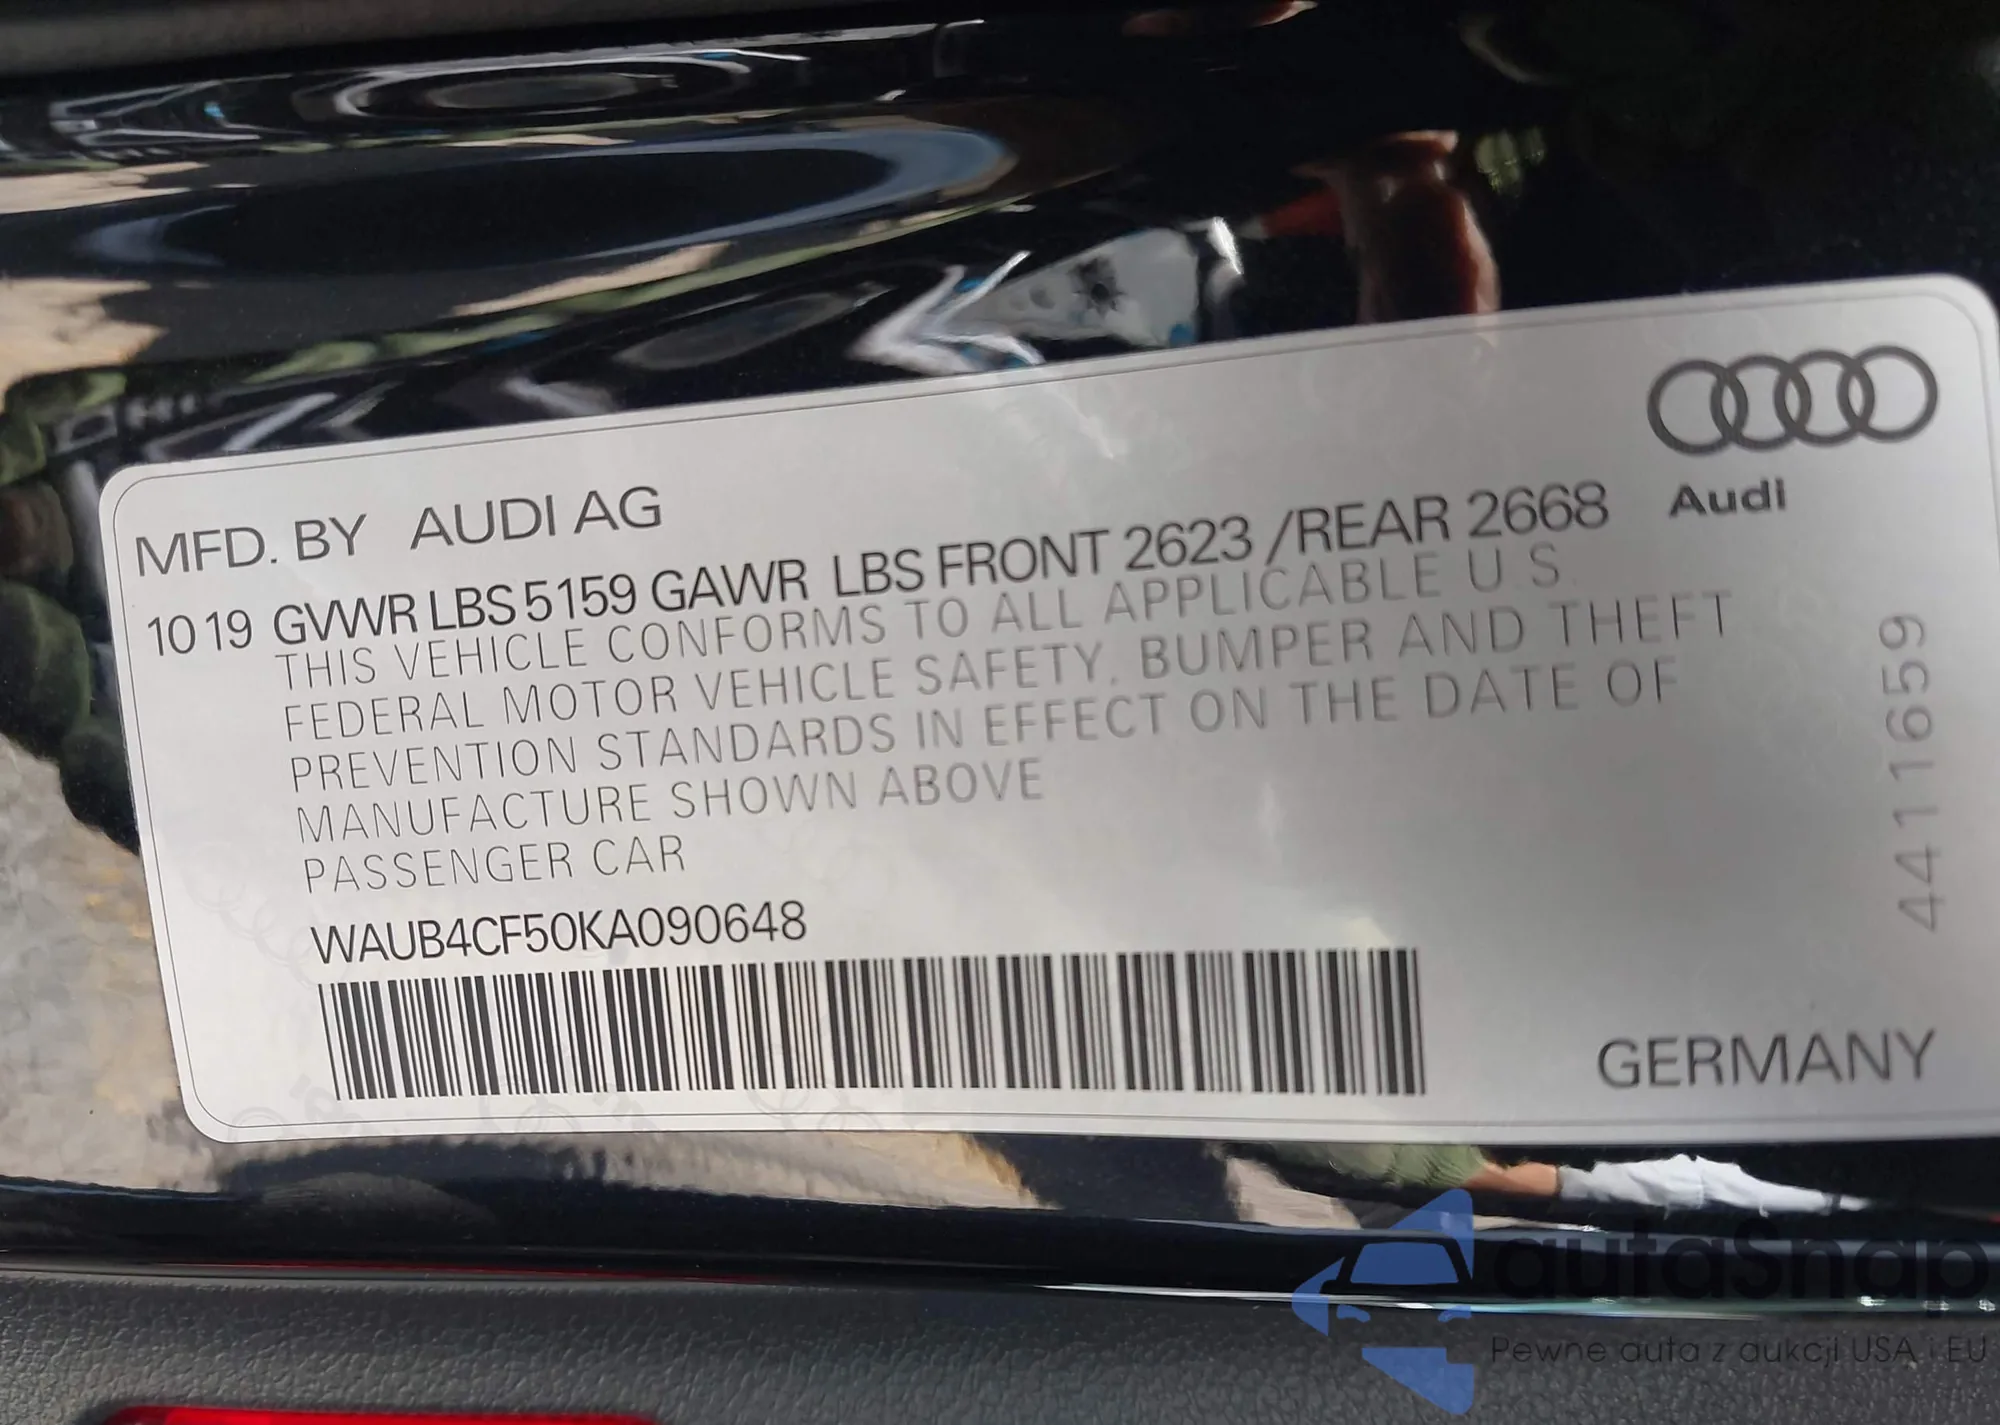 MFD. BY AUDI AG
Audi
10 19 GVWR LBS 5159 GAWR LBS FRONT 2623 /REAR 2668
THIS VEHICLE CONFORMS TO ALL APPLICABLE U S.
FEDERAL MOTOR VEHICLE SAFETY, BUMPER AND THEFT
PREVENTION STANDARDS IN EFFECT ON THE DATE OF
MANUFACTURE SHOWN ABOVE
PASSENGER CAR
WAUB4CF50KA090648
4411659
GERMANY
autaSnap
Pewne auta z aukcji USA i EU